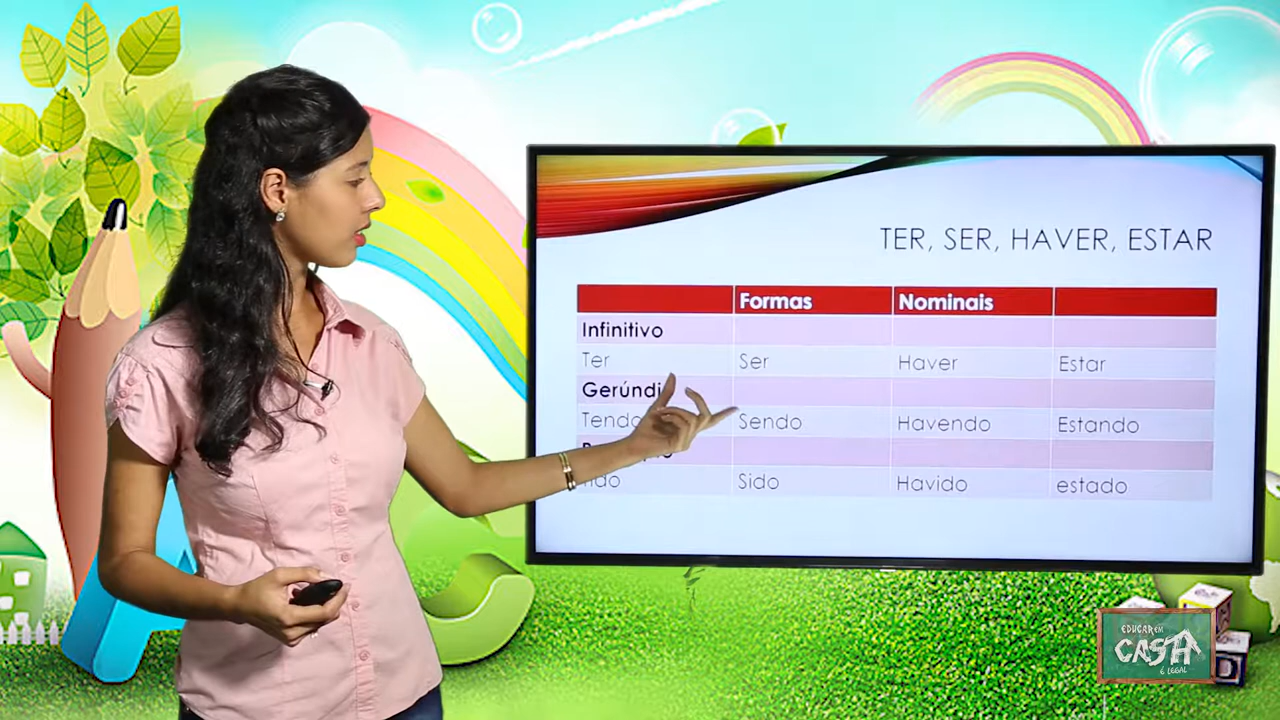 TER, SER, HAVER, ESTAR
Formas Nominais
Infinitivo
Ter Ser Haver Estar
Sendo Havendo Estando
Sido Havido estado
EDUCAR EM
CASA
É LEGAL